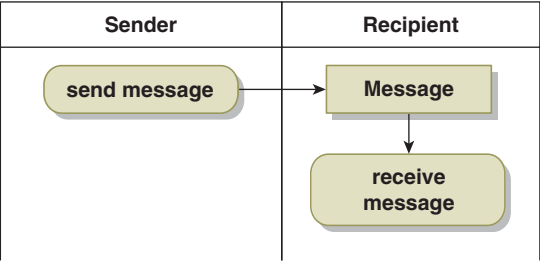 Sender
Recipient
send message
Message
receive
message